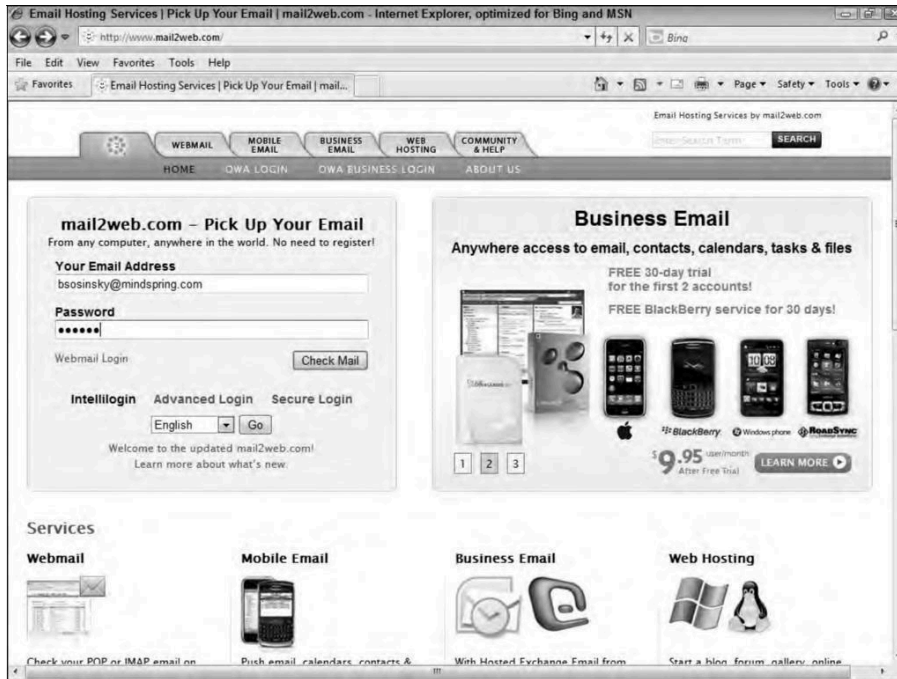 Email Hosting Services | Pick Up Your Email | mail2web.com - Internet Explorer, optimized for Bing and MSN
http://www.mail2web.com/
Bing
File Edit View Favorites Tools Help
Favorites
Email Hosting Services | Pick Up Your Email | mail...
Page Safety Tools
Email Hosting Services by mail2web.com
Enter Search Term SEARCH
WEBMAIL
MOBILE EMAIL
BUSINESS EMAIL
WEB HOSTING
COMMUNITY & HELP
HOME OWA LOGIN OWA BUSINESS LOGIN ABOUT US
mail2web.com – Pick Up Your Email
From any computer, anywhere in the world. No need to register!
Your Email Address
bsosinsky@mindspring.com
Password
Webmail Login Check Mail
Intellilogin Advanced Login Secure Login
English Go
Welcome to the updated mail2web.com!
Learn more about what's new.
Business Email
Anywhere access to email, contacts, calendars, tasks & files
FREE 30-day trial
for the first 2 accounts!
FREE BlackBerry service for 30 days!
BlackBerry Windows phone ROADSYNC
1 2 3
$9.95 user/month
After Free Trial
LEARN MORE
Services
Webmail Mobile Email Business Email Web Hosting
Check your POP or IMAP email on
Push email, calendars, contacts &
With Hosted Exchange Email from
Start a blog, forum, gallery, online